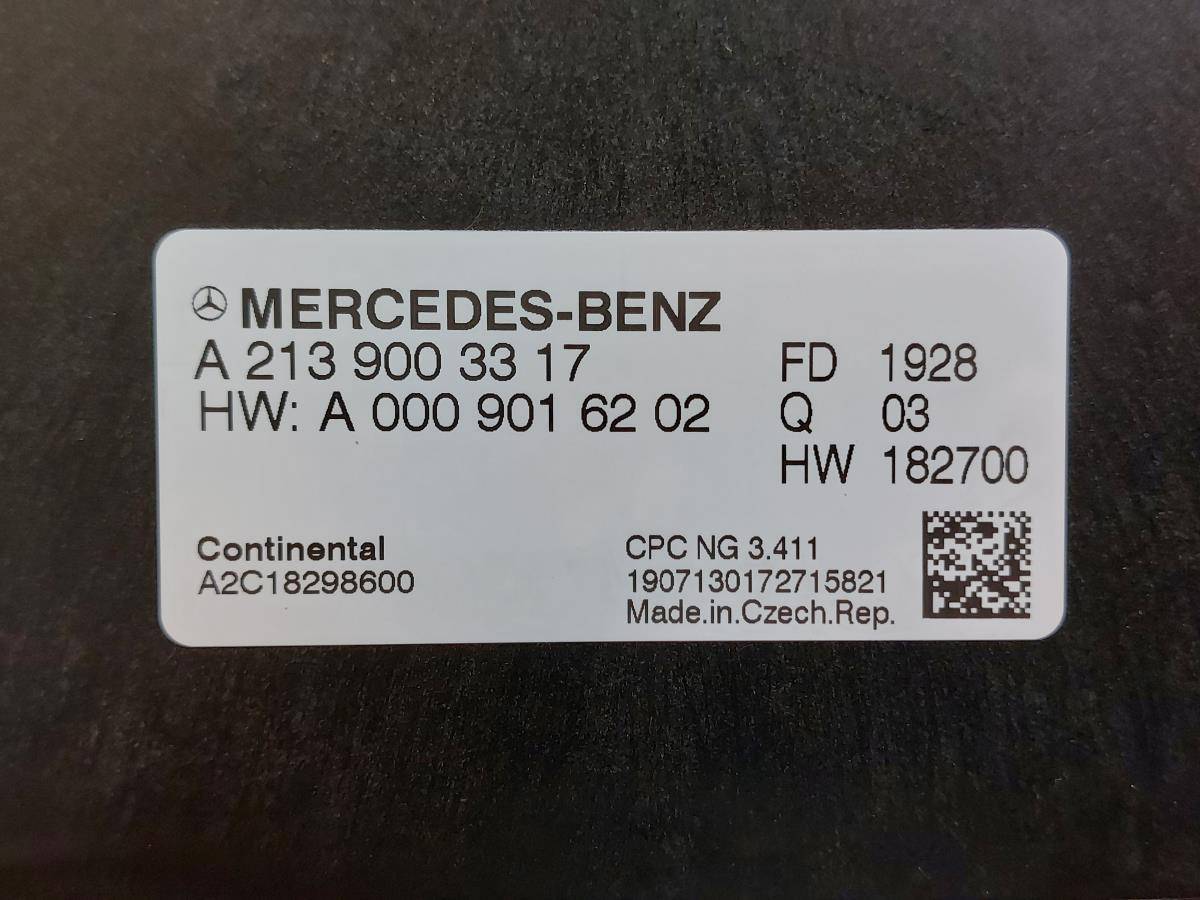 MERCEDES-BENZ
A 213 900 33 17 FD 1928
HW: A 000 901 62 02 Q 03
HW 182700
Continental CPC NG 3.411
A2C18298600 1907130172715821
Made.in.Czech.Rep.